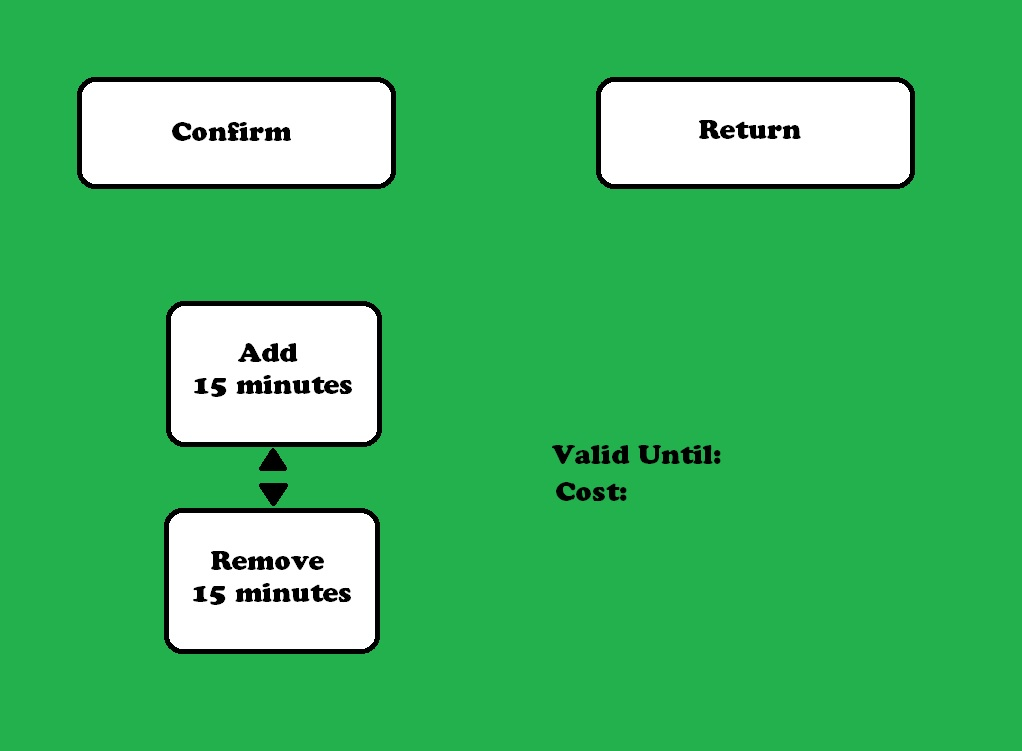 Confirm
Return
Add
15 minutes
Valid Until:
Cost:
Remove
15 minutes